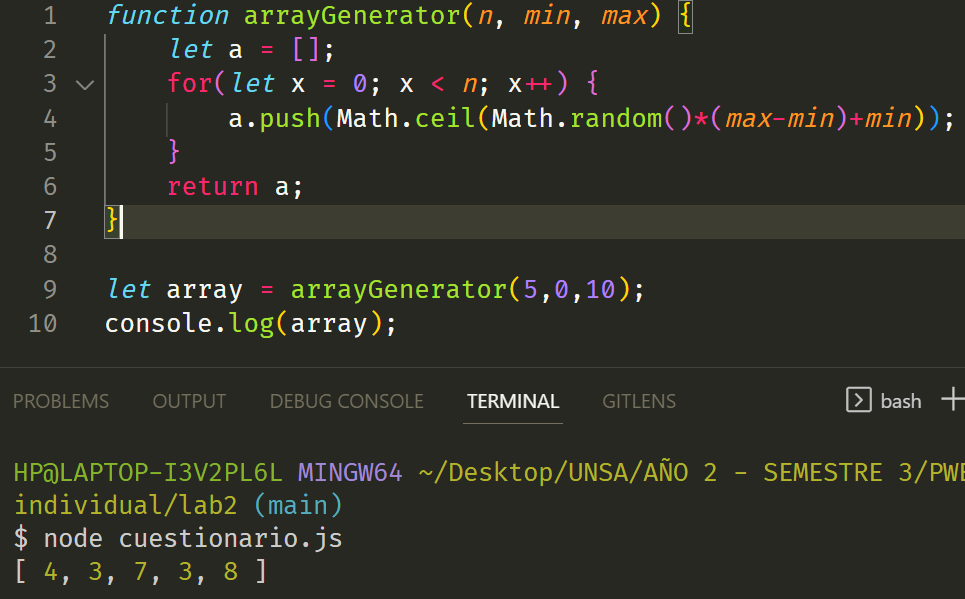 1 function arrayGenerator(n, min, max) {
2 let a = [];
3 for(let x = 0; x < n; x++) {
4 a.push(Math.ceil(Math.random()*(max-min)+min));
5 }
6 return a;
7 }
8
9 let array = arrayGenerator(5,0,10);
10 console.log(array);
PROBLEMS OUTPUT DEBUG CONSOLE TERMINAL GITLENS bash
HP@LAPTOP-I3V2PL6L MINGW64 ~/Desktop/UNSA/AÑO 2 - SEMESTRE 3/PWE
individual/lab2 (main)
$ node cuestionario.js
[ 4, 3, 7, 3, 8 ]